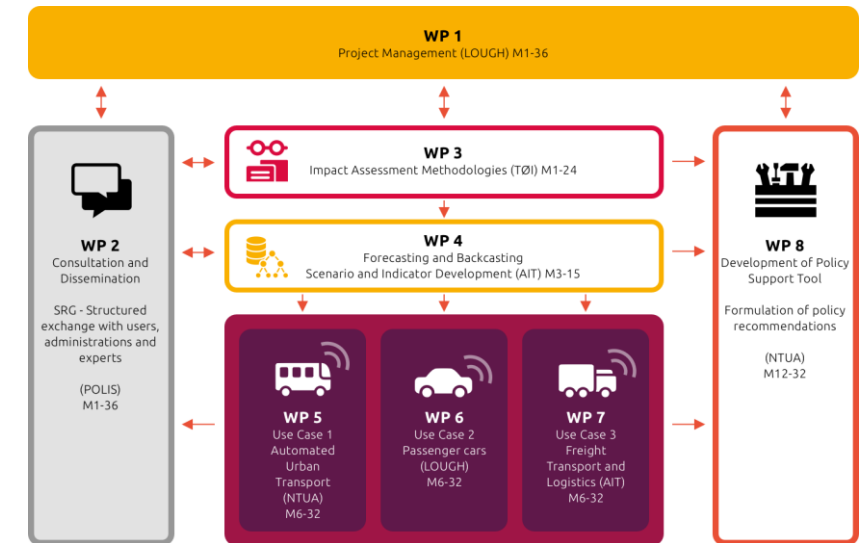 WP 1
Project Management (LOUGH) M1-36
WP 2
Consultation and
Dissemination
SRG - Structured
exchange with users,
administrations and
experts
(POLIS)
M1-36
WP 3
Impact Assessment Methodologies (TØI) M1-24
WP 4
Forecasting and Backcasting
Scenario and Indicator Development (AIT) M3-15
WP 5
Use Case 1
Automated
Urban
Transport
(NTUA)
M6-32
WP 6
Use Case 2
Passenger cars
(LOUGH)
M6-32
WP 7
Use Case 3
Freight
Transport and
Logistics (AIT)
M6-32
WP 8
Development of Policy
Support Tool
Formulation of policy
recommendations
(NTUA)
M12-32